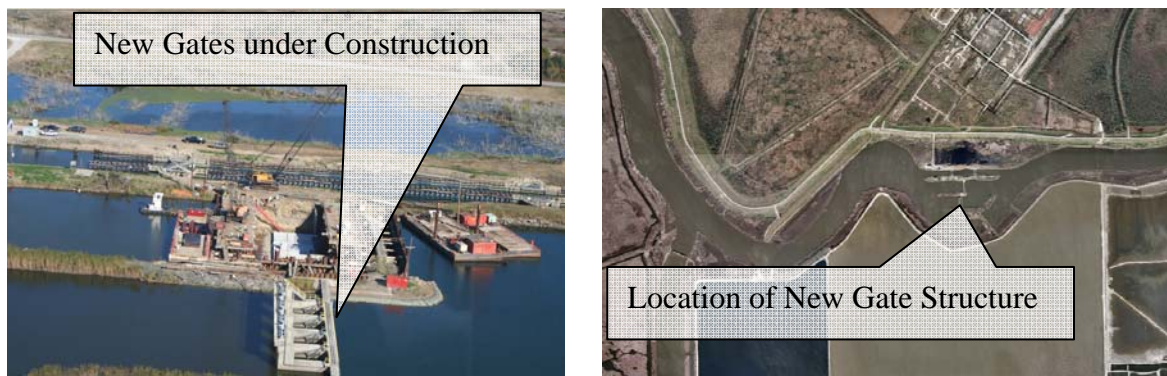 New Gates under Construction
Location of New Gate Structure